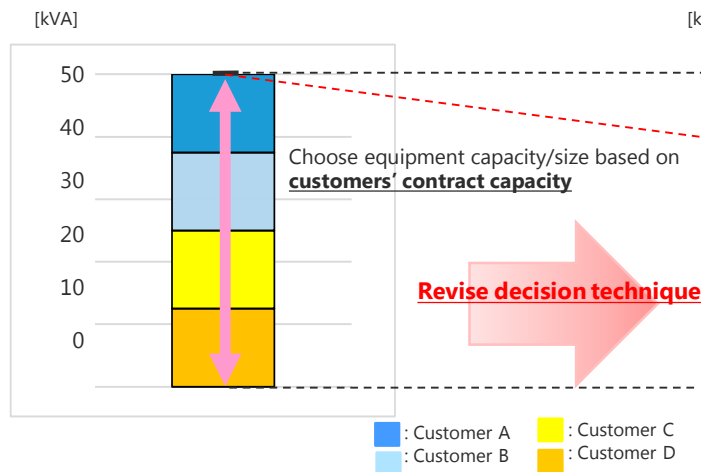 [kVA]
[k
50
40
30
20
10
0
Choose equipment capacity/size based on
customers' contract capacity
Revise decision technique
: Customer A
: Customer C
: Customer B
: Customer D